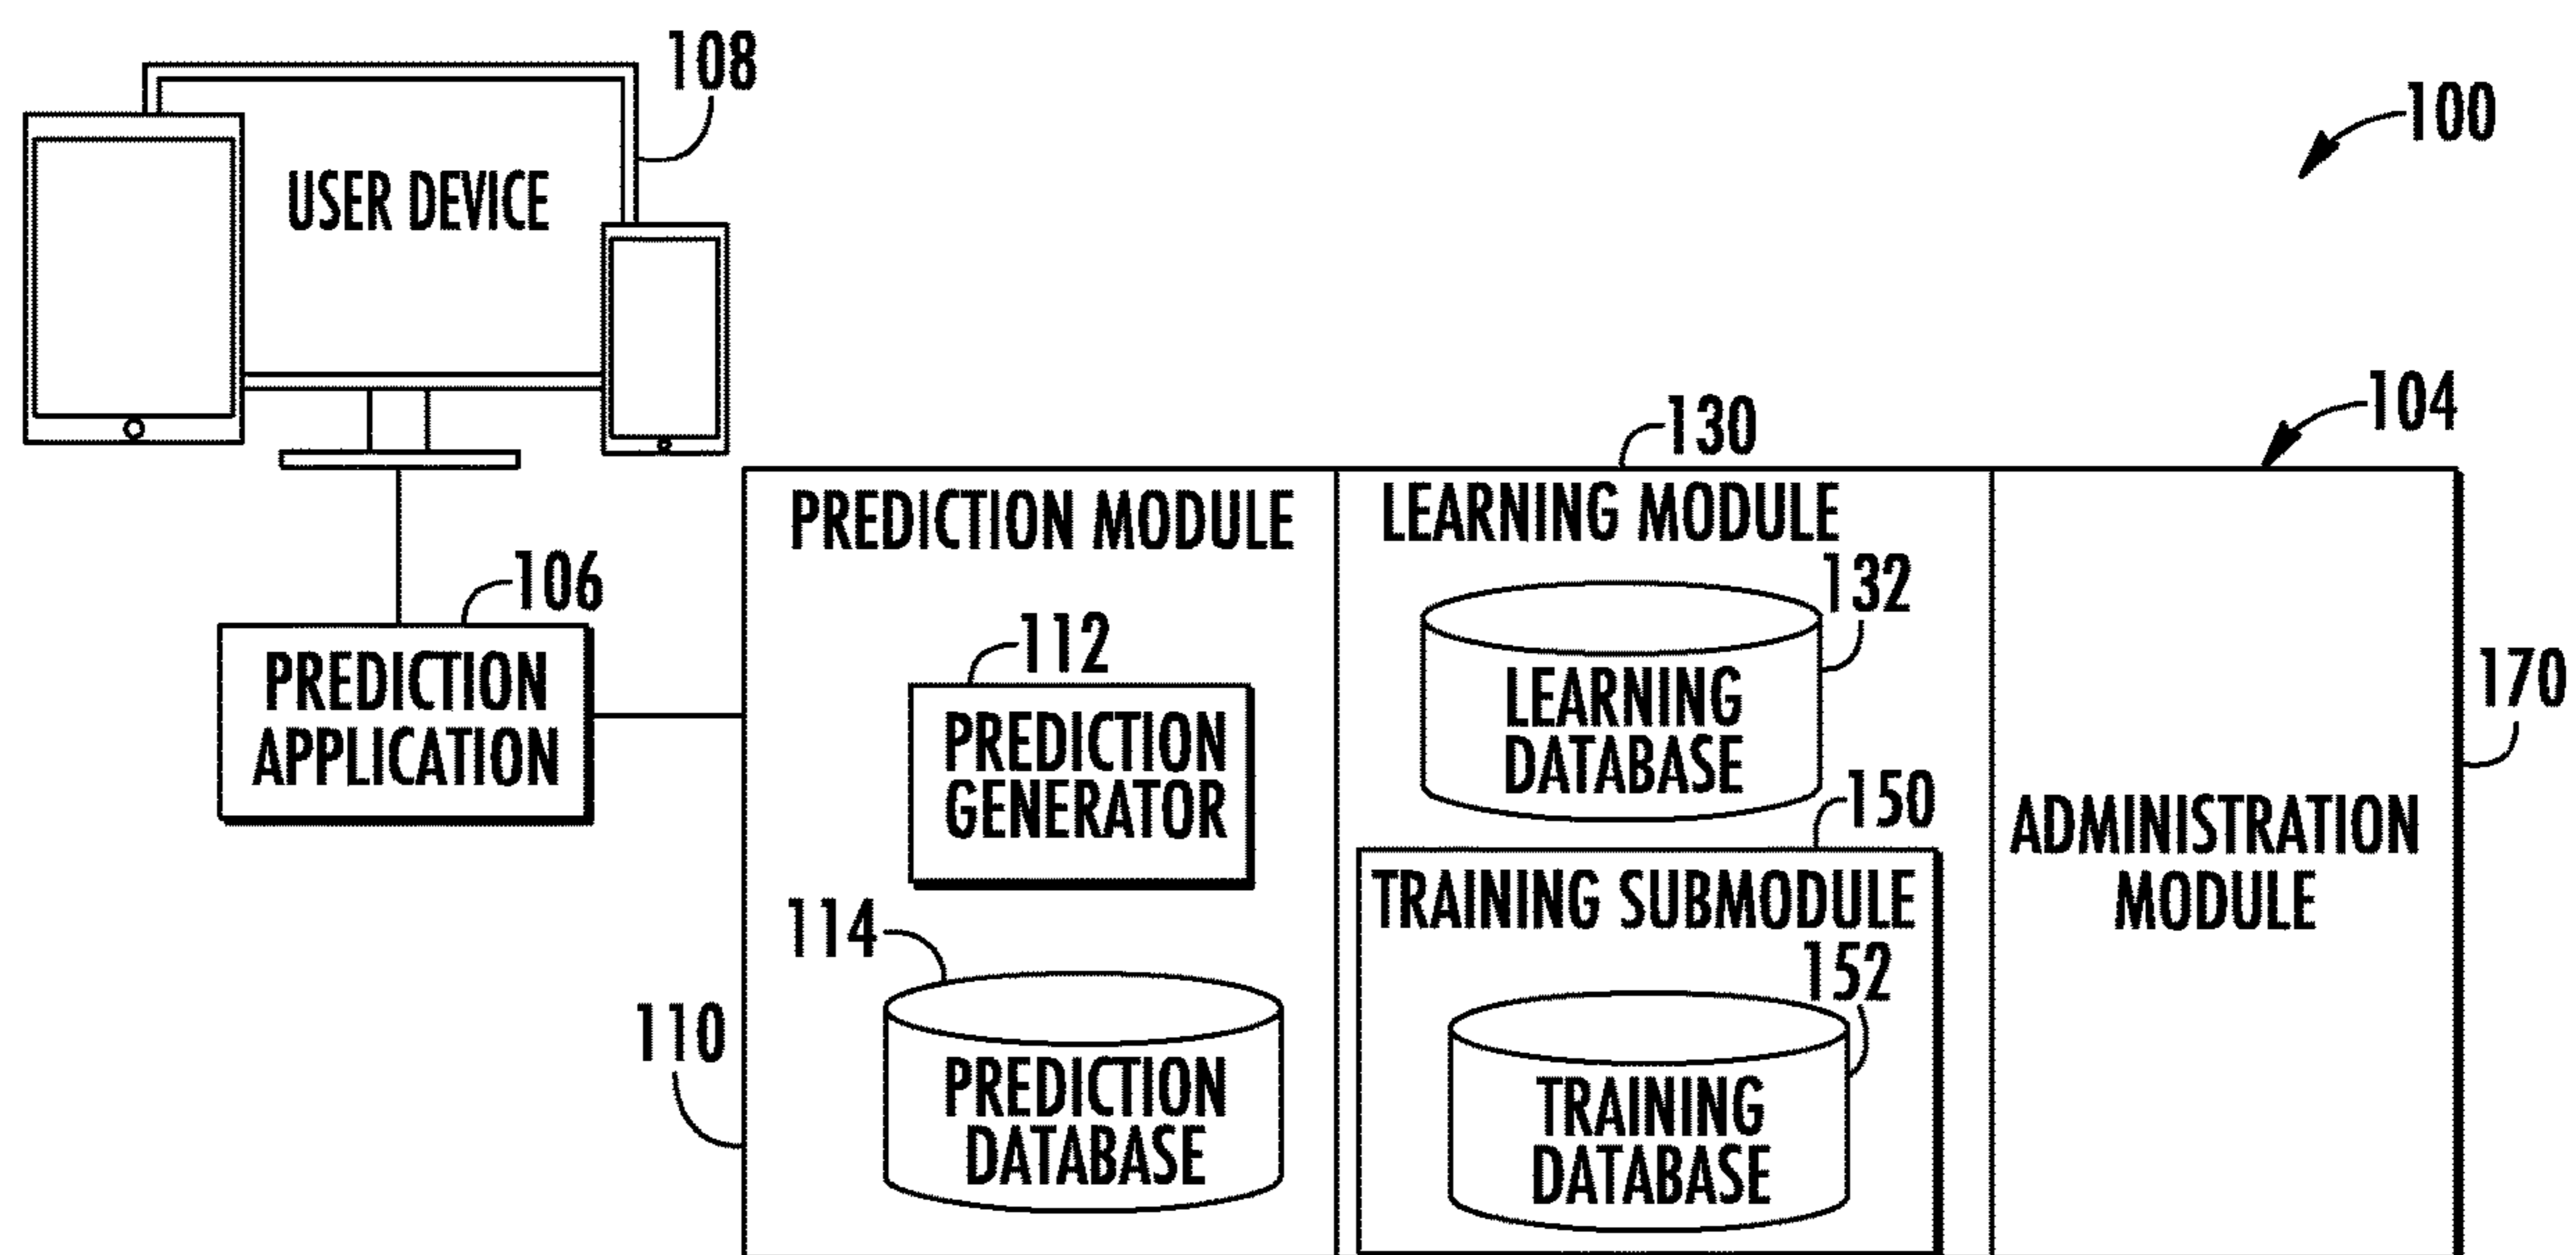 108
100
USER DEVICE
104
130
PREDICTION MODULE
LEARNING MODULE
106
132
112
PREDICTION
APPLICATION
PREDICTION
GENERATOR
LEARNING
DATABASE
170
150
ADMINISTRATION
MODULE
TRAINING SUBMODULE
114
152
110
PREDICTION
DATABASE
TRAINING
DATABASE